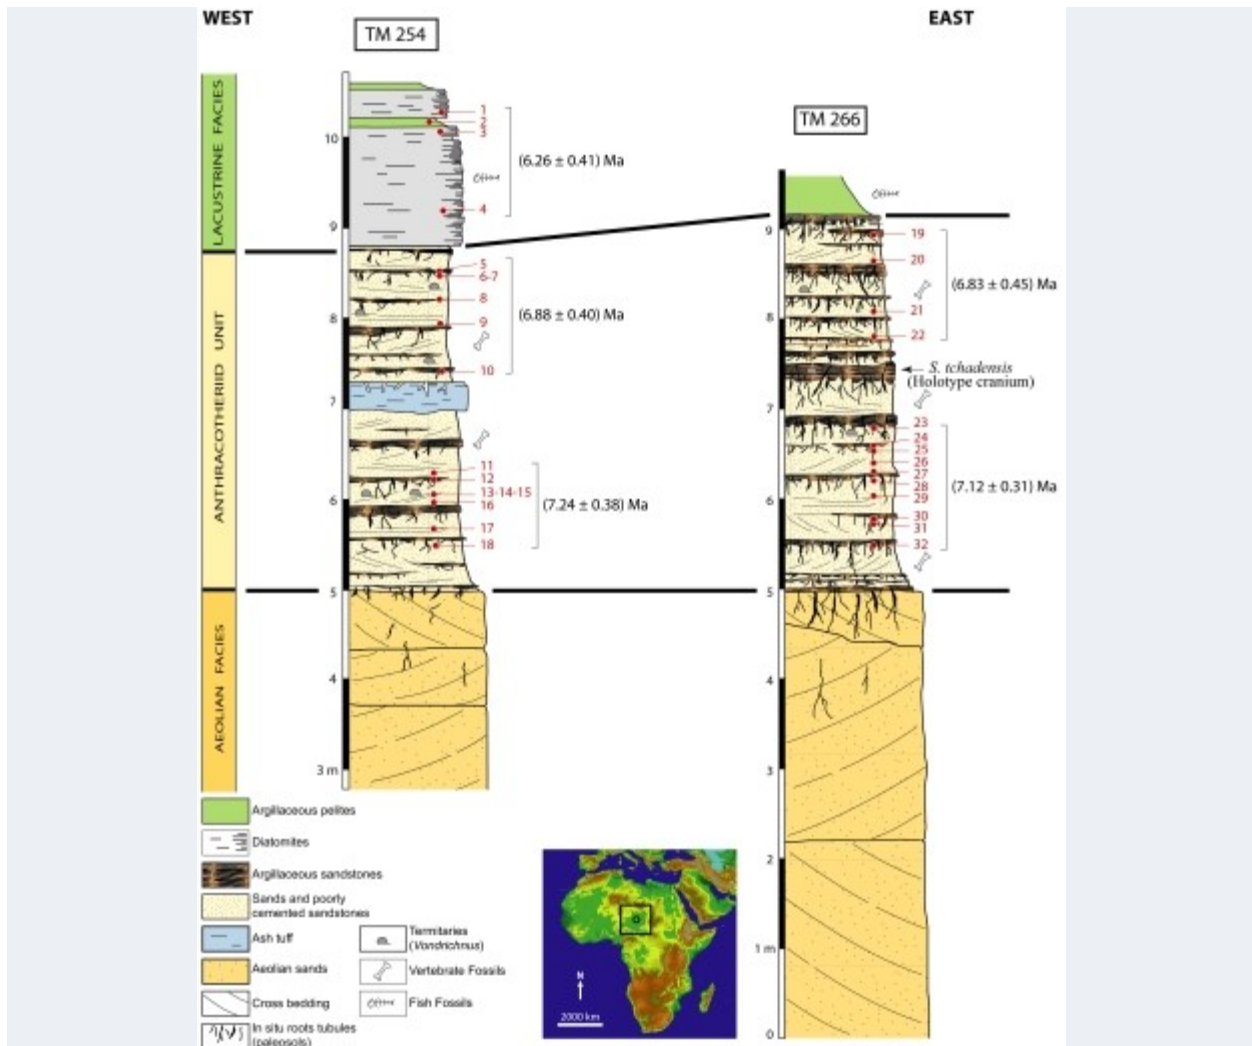 WEST
EAST
TM 254
TM 266
LACUSTRINE FACIES
ANTHRACOTHERIID UNIT
AEOLIAN FACIES
10
9
8
7
6
5
4
3 m
1
2
3
4
(6.26 ± 0.41) Ma
5
6-7
8
9
10
(6.88 ± 0.40) Ma
11
12
13-14-15
16
17
18
(7.24 ± 0.38) Ma
9
8
7
6
5
4
3
2
1 m
0
19
20
21
22
(6.83 ± 0.45) Ma
S. tchadensis
(Holotype cranium)
23
24
25
26
27
28
29
30
31
32
(7.12 ± 0.31) Ma
Argillaceous pelites
Diatomites
Argillaceous sandstones
Sands and poorly
cemented sandstones
Ash tuff
Aeolian sands
Cross bedding
In situ roots tubules
(paleosols)
Termitaries
(Vondrichnus)
Vertebrate Fossils
Fish Fossils
N
2000 km